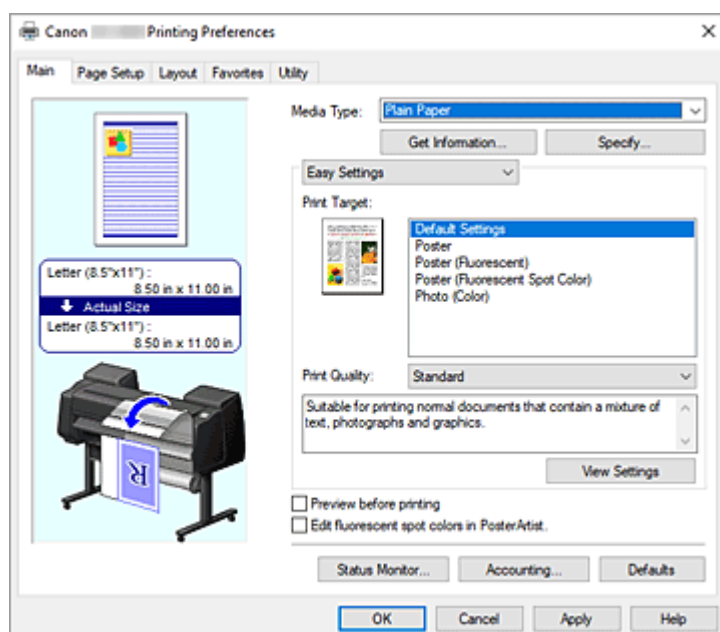 Canon Printing Preferences
Main Page Setup Layout Favorites Utility
Media Type: Plain Paper
Get Information... Specify...
Easy Settings
Print Target:
Default Settings
Poster
Poster (Fluorescent)
Poster (Fluorescent Spot Color)
Photo (Color)
Letter (8.5"x11") :
8.50 in x 11.00 in
Actual Size
Letter (8.5"x11") :
8.50 in x 11.00 in
Print Quality: Standard
Suitable for printing normal documents that contain a mixture of
text, photographs and graphics.
R
View Settings
Preview before printing
Edit fluorescent spot colors in PosterArtist.
Status Monitor... Accounting... Defaults
OK Cancel Apply Help